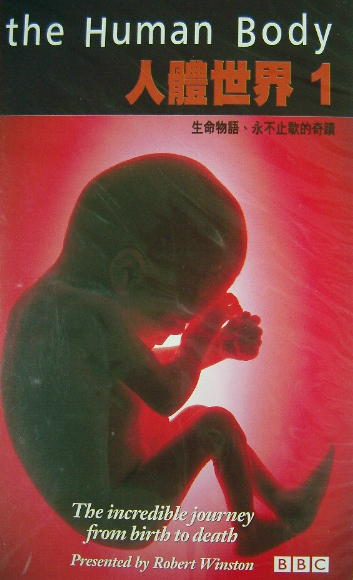 the Human Body
人體世界 1
生命物語、永不止歇的奇蹟
The incredible journey
from birth to death
Presented by Robert Winston BBC